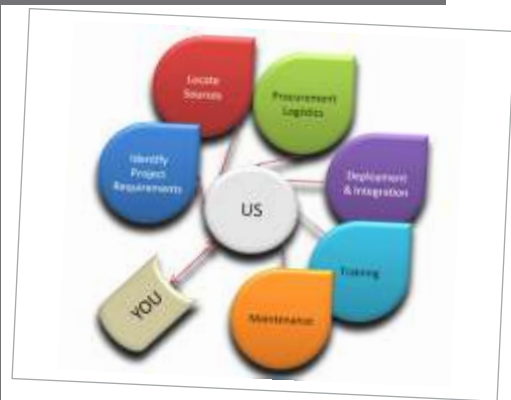 Locate
Sources
Procurement
Logistics
Identify
Project
Requirements
Deployment
& Integration
US
Training
YOU
Maintenance